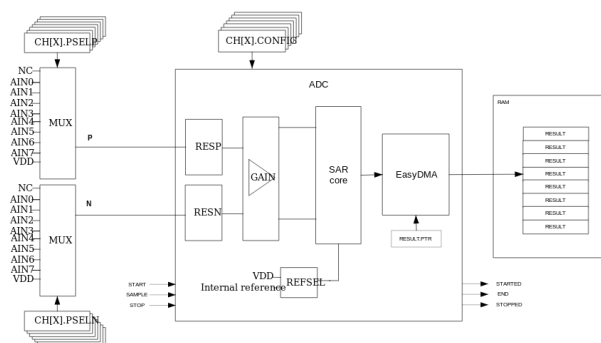 CH[X].PSELP
CH[X].CONFIG
NC
AIN0
AIN1
AIN2
AIN3
AIN4
AIN5
AIN6
AIN7
VDD
MUX
P
ADC
RESP
GAIN
SAR
core
EasyDMA
RAM
RESULT
RESULT
RESULT
RESULT
RESULT
RESULT
RESULT
RESULT
NC
AIN0
AIN1
AIN2
AIN3
AIN4
AIN5
AIN6
AIN7
VDD
MUX
N
RESN
RESULT.PTR
START
SAMPLE
STOP
VDD
Internal reference
REFSEL
STARTED
END
STOPPED
CH[X].PSELN